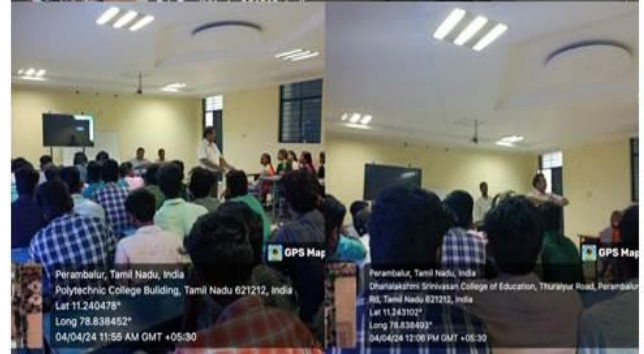 GPS Map
Perambalur, Tamil Nadu, India
Polytechnic College Buliding, Tamil Nadu 621212, India
Lat 11.240478°
Long 78.838452°
04/04/24 11:55 AM GMT +05:30
GPS Map
Perambalur, Tamil Nadu, India
Dhanalakshmi Srinivasan College of Education, Thuraiyur Road, Perambalur
Rd, Tamil Nadu 621212, India
Lat 11.243102°
Long 78.838493°
04/04/24 12:06 PM GMT +05:30